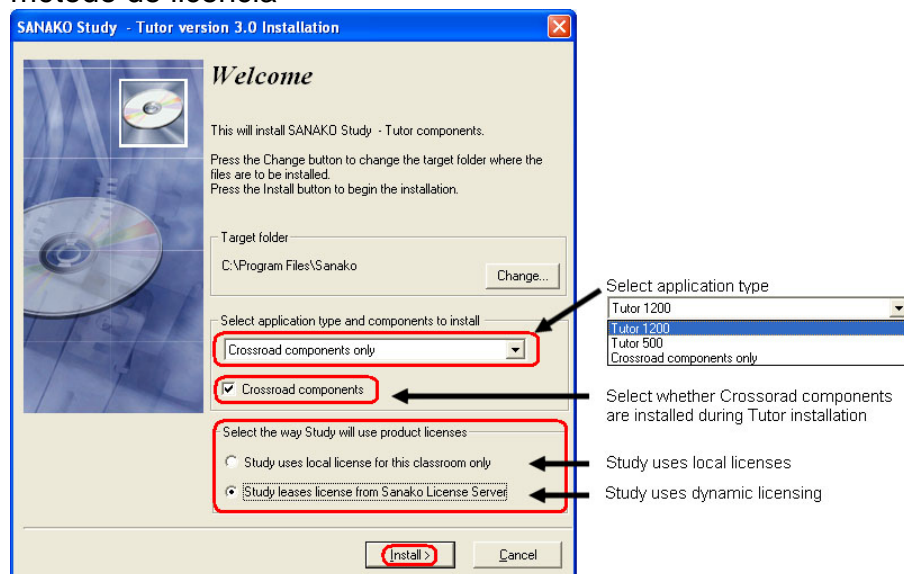 método de licencia
SANAKO Study - Tutor version 3.0 Installation
Welcome
This will install SANAKO Study - Tutor components.
Press the Change button to change the target folder where the
files are to be installed.
Press the Install button to begin the installation.
Target folder
C:\Program Files\Sanako
Change...
Select application type and components to install
Crossroad components only
Crossroad components
Select the way Study will use product licenses
Study uses local license for this classroom only
Study leases license from Sanako License Server
Install >
Cancel
Select application type
Tutor 1200
Tutor 1200
Tutor 500
Crossroad components only
Select whether Crossorad components
are installed during Tutor installation
Study uses local licenses
Study uses dynamic licensing